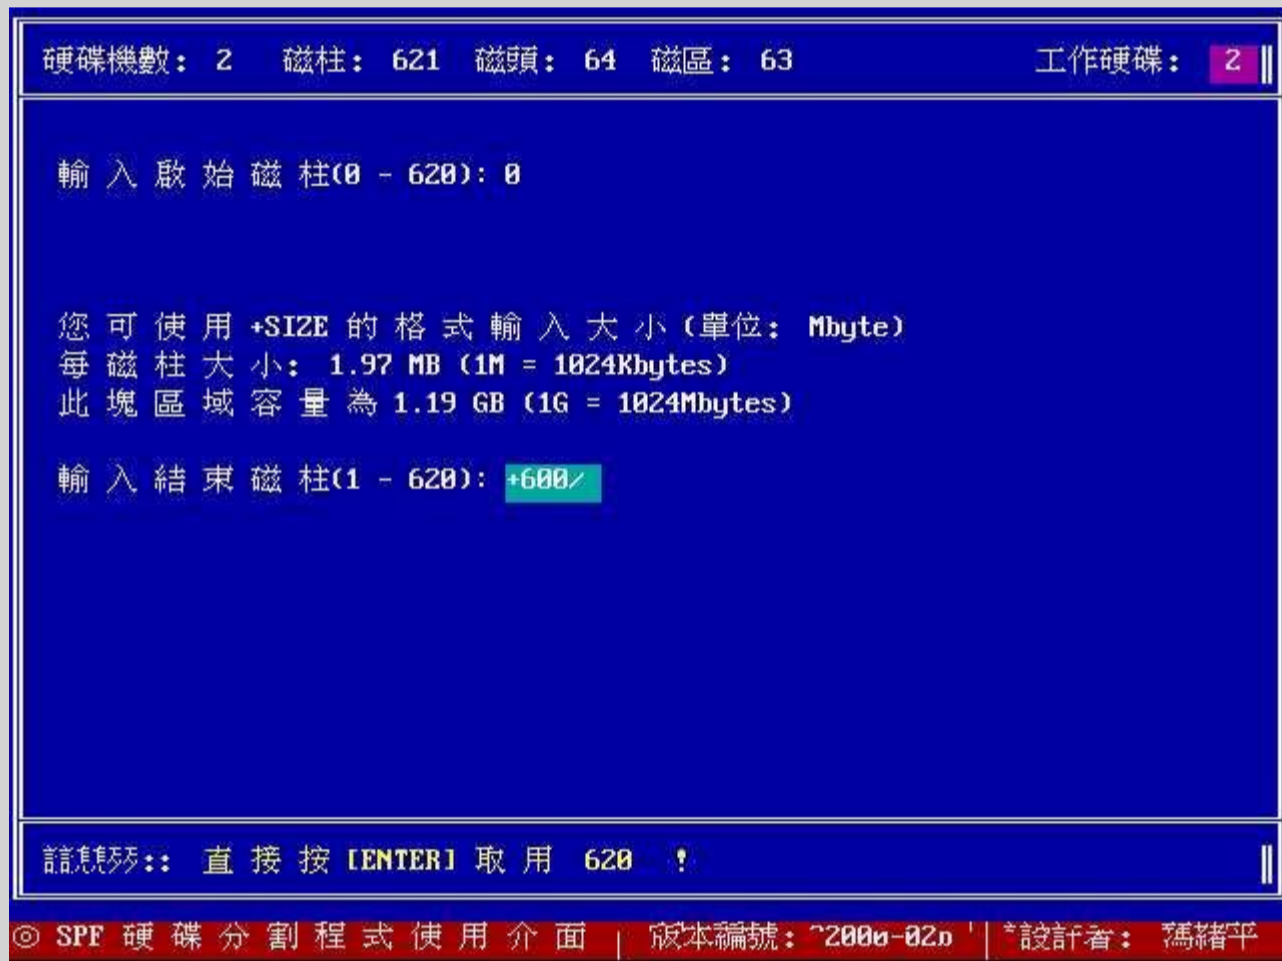 硬碟機數: 2 磁柱: 621 磁頭: 64 磁區: 63 工作硬碟: 2
輸入啟始磁柱(0 - 620): 0
您可使用 +SIZE 的格式輸入大小(單位: Mbyte)
每磁柱大小: 1.97 MB (1M = 1024Kbytes)
此塊區域容量為 1.19 GB (1G = 1024Mbytes)
輸入結束磁柱(1 - 620): +600/
直接按 [ENTER] 取用 620 !
◎ SPF 硬碟分割程式使用介面 | 版本編號: | 設計者: